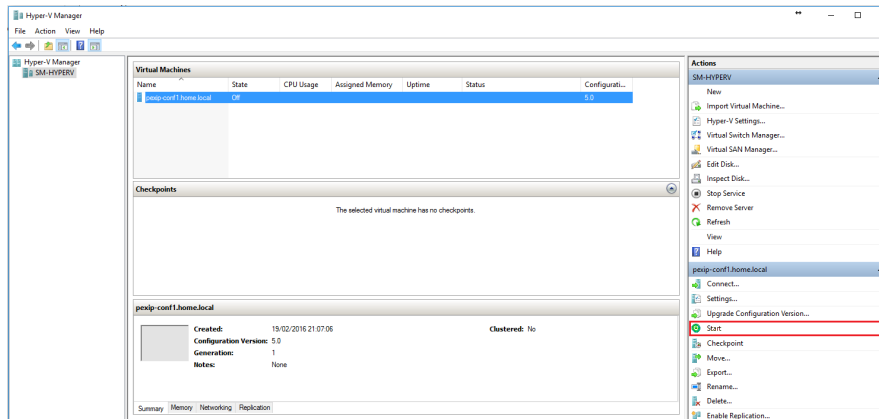 Hyper-V Manager
File Action View Help
Hyper-V Manager
SM-HYPERV
Virtual Machines
Name State CPU Usage Assigned Memory Uptime Status Configurati...
pexip-conf1.home.local Off 5.0
Checkpoints
The selected virtual machine has no checkpoints.
pexip-conf1.home.local
Created: 19/02/2016 21:07:06 Clustered: No
Configuration Version: 5.0
Generation: 1
Notes: None
Summary Memory Networking Replication
Actions
SM-HYPERV
New
Import Virtual Machine...
Hyper-V Settings...
Virtual Switch Manager...
Virtual SAN Manager...
Edit Disk...
Inspect Disk...
Stop Service
Remove Server
Refresh
View
Help
pexip-conf1.home.local
Connect...
Settings...
Upgrade Configuration Version...
Start
Checkpoint
Move...
Export...
Rename...
Delete...
Enable Replication...